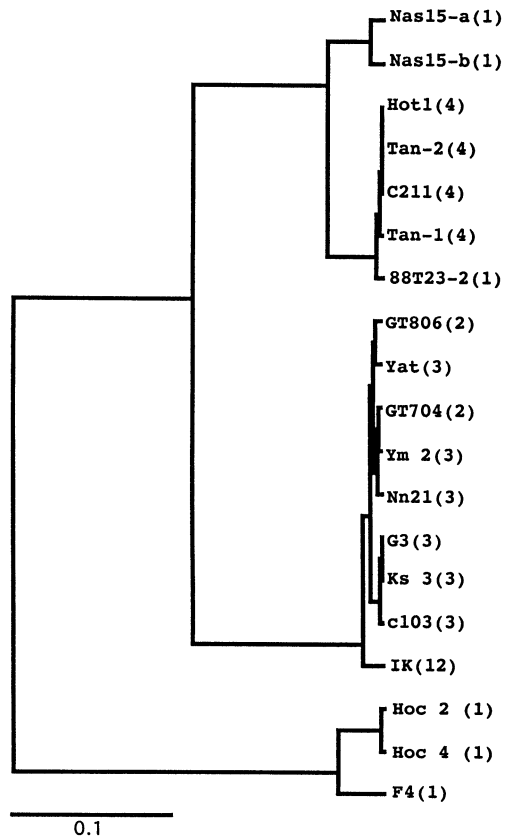 Nas15-a(1)
Nas15-b(1)
Hot1(4)
Tan-2(4)
C211(4)
Tan-1(4)
88T23-2(1)
GT806(2)
Yat(3)
GT704(2)
Ym 2(3)
Nn21(3)
G3(3)
Ks 3(3)
c103(3)
IK(12)
Hoc 2 (1)
Hoc 4 (1)
F4(1)
0.1